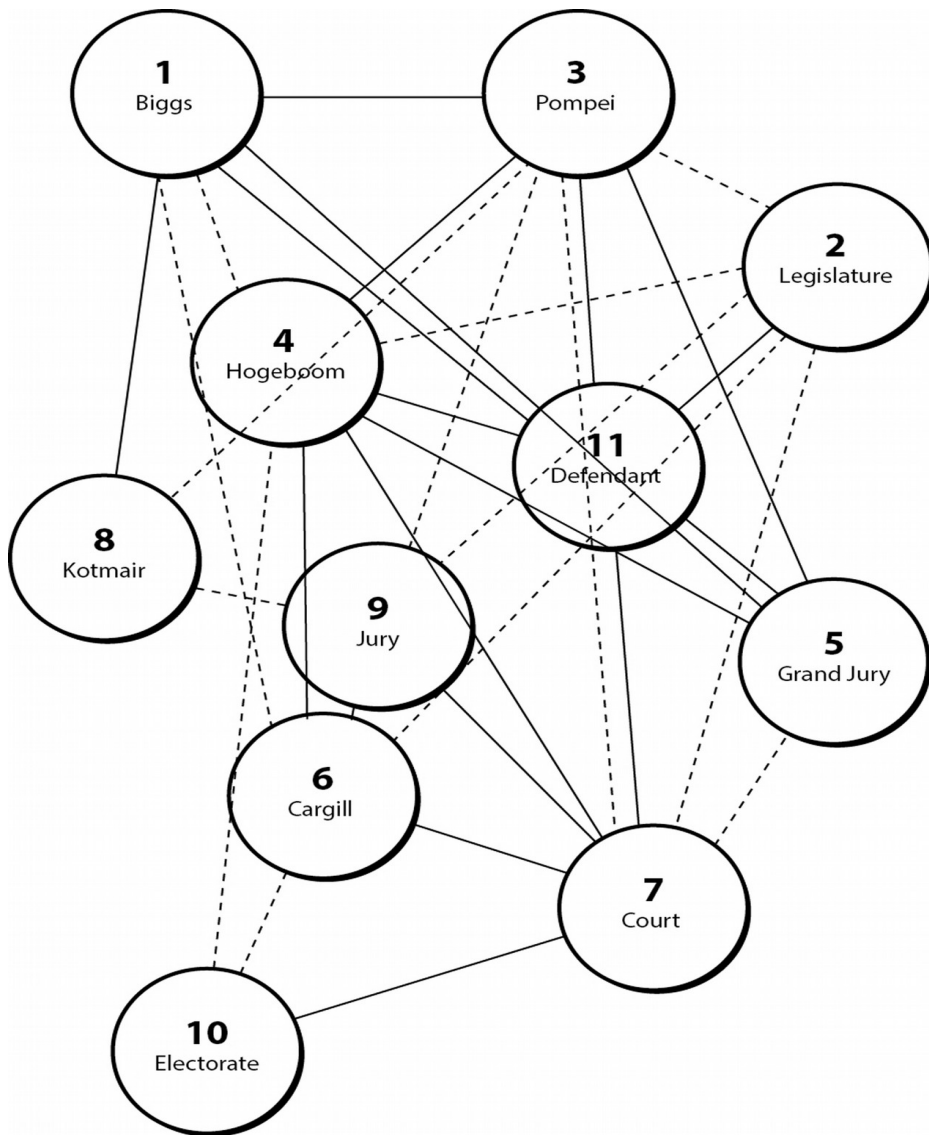 1
Biggs
3
Pompei
2
Legislature
4
Hogeboom
11
Defendant
8
Kotmair
9
Jury
5
Grand Jury
6
Cargill
7
Court
10
Electorate